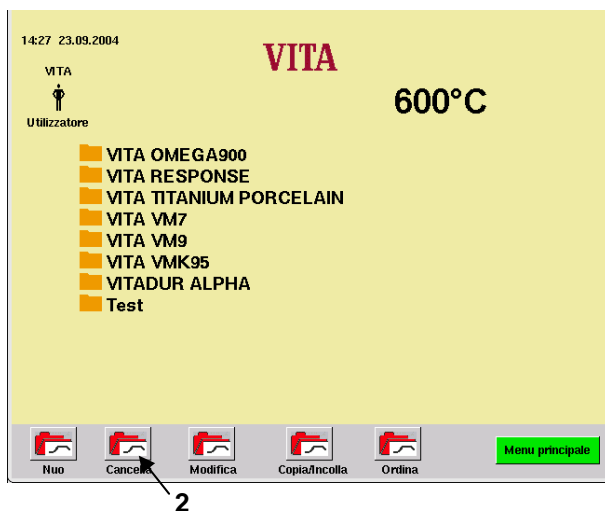 14:27 23.09.2004
VITA
VITA
600°C
Utilizzatore
VITA OMEGA900
VITA RESPONSE
VITA TITANIUM PORCELAIN
VITA VM7
VITA VM9
VITA VMK95
VITADUR ALPHA
Test
Nuo Cancella Modifica Copia/Incolla Ordina Menu principale
2